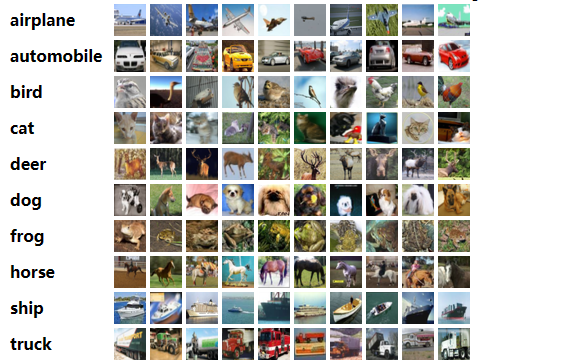 airplane
automobile
bird
cat
deer
dog
frog
horse
ship
truck